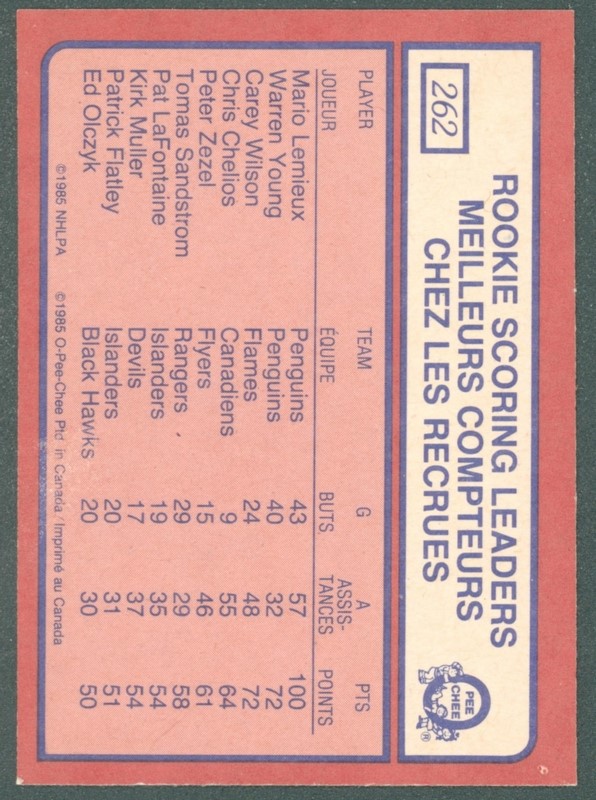 262
ROOKIE SCORING LEADERS
MEILLEURS COMPTEURS
CHEZ LES RECRUES
PEE
CHEE
®
PLAYER TEAM G A PTS
JOUEUR ÉQUIPE BUTS ASSIS-TANCES POINTS
Mario Lemieux Penguins 43 57 100
Warren Young Penguins 40 32 72
Carey Wilson Flames 24 48 72
Chris Chelios Canadiens 9 55 64
Peter Zezel Flyers 15 46 61
Tomas Sandstrom Rangers 29 29 58
Pat LaFontaine Islanders 19 35 54
Kirk Muller Devils 17 37 54
Patrick Flatley Islanders 20 31 51
Ed Olczyk Black Hawks 20 30 50
©1985 NHLPA ©1985 O-Pee-Chee Ptd in Canada/Imprimé au Canada